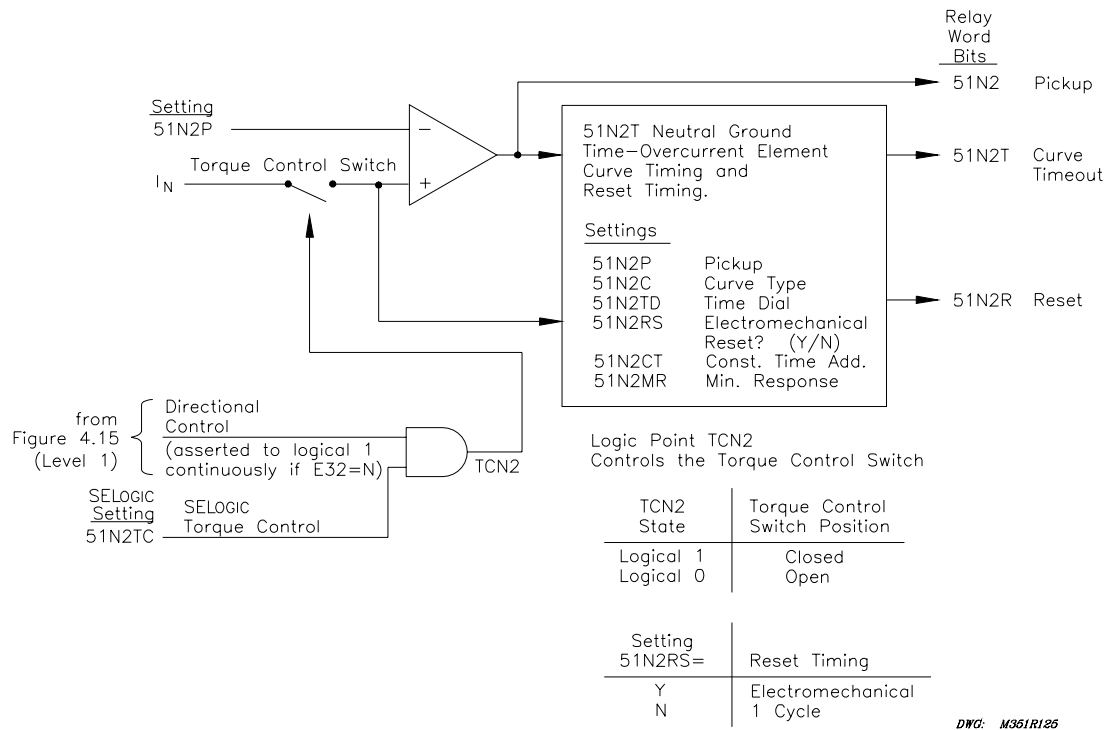 Relay
Word
Bits
51N2 Pickup
Setting
51N2P
−
Torque Control Switch
IN
+
51N2T Neutral Ground
Time−Overcurrent Element
Curve Timing and
Reset Timing.
51N2T Curve
Timeout
Settings
51N2P Pickup
51N2C Curve Type
51N2TD Time Dial
51N2RS Electromechanical
Reset? (Y/N)
51N2CT Const. Time Add.
51N2MR Min. Response
51N2R Reset
from
Figure 4.15
(Level 1)
Directional
Control
(asserted to logical 1
continuously if E32=N)
TCN2
SELOGIC
Setting
51N2TC
SELOGIC
Torque Control
Logic Point TCN2
Controls the Torque Control Switch
TCN2
State
Torque Control
Switch Position
Logical 1 Closed
Logical 0 Open
Setting
51N2RS=
Reset Timing
Y Electromechanical
N 1 Cycle
DWG: M351R125